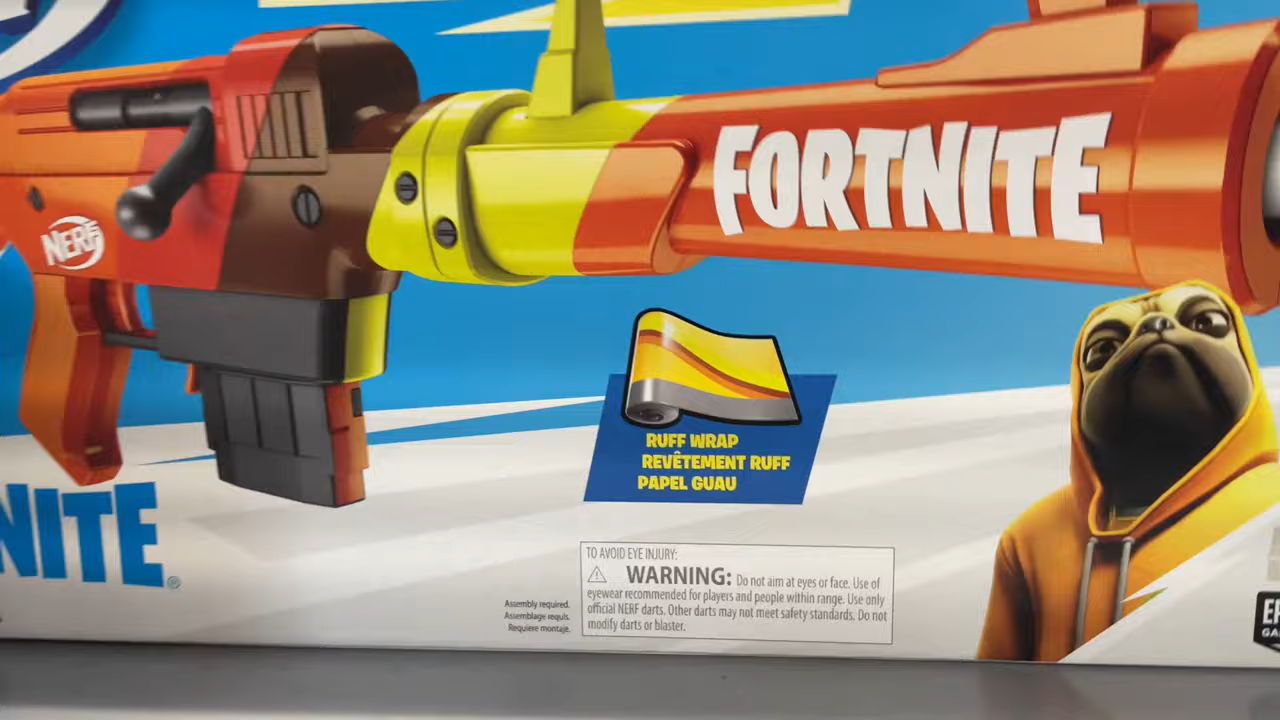 FORTNITE
NERF
RUFF WRAP
REVÊTEMENT RUFF
PAPEL GUAU
NITE®
TO AVOID EYE INJURY:
⚠ WARNING: Do not aim at eyes or face. Use of
eyewear recommended for players and people within range. Use only
official NERF darts. Other darts may not meet safety standards. Do not
modify darts or blaster.
Assembly required.
Assemblage requis.
Requiere montaje.